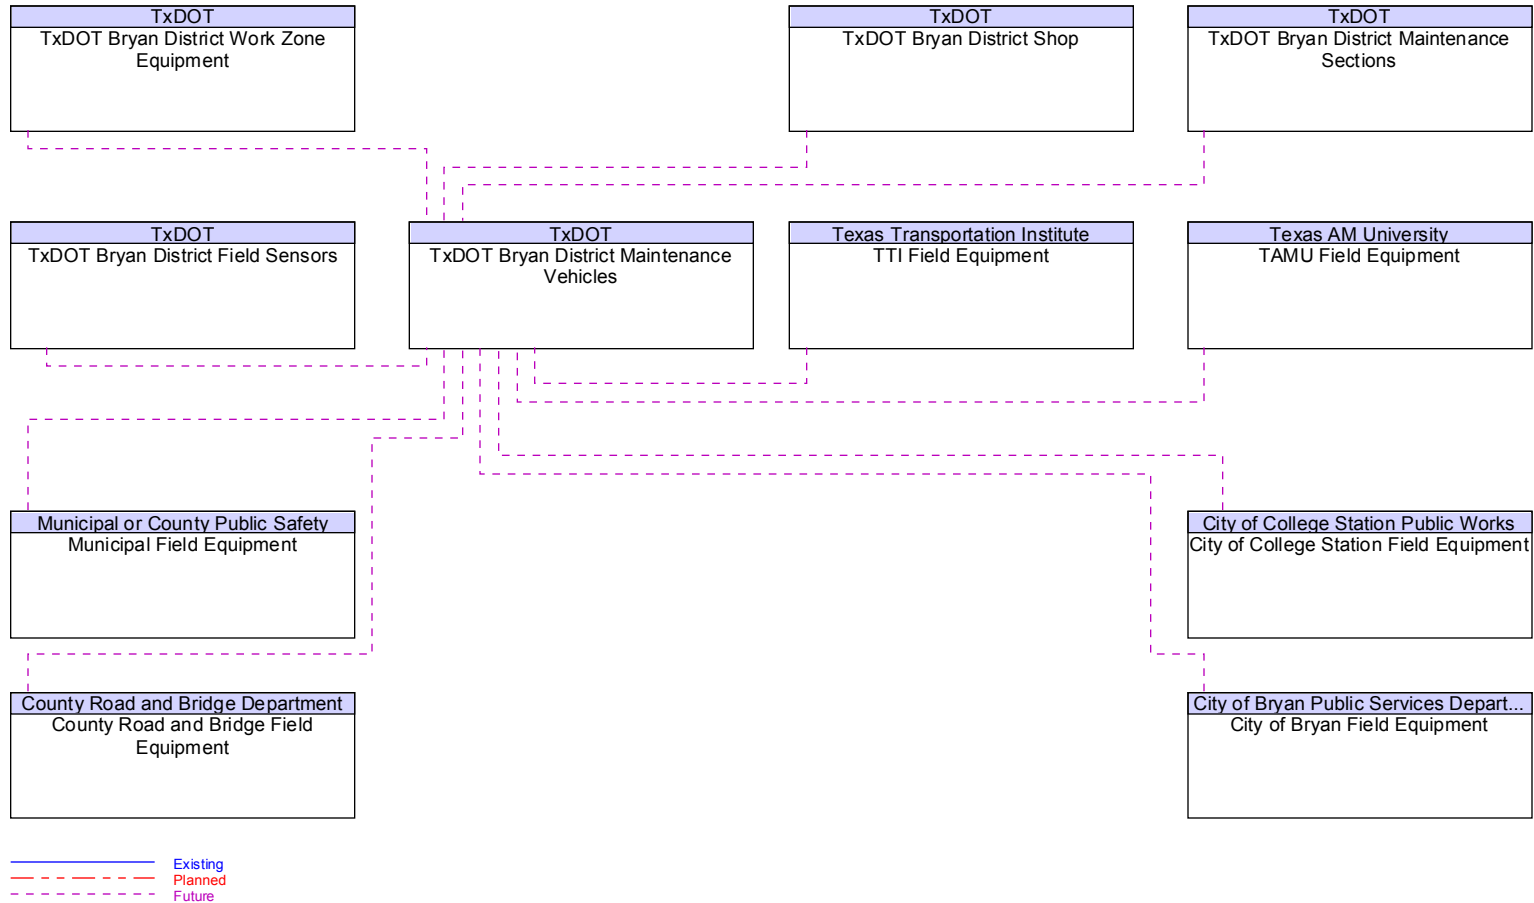 TxDOT
TxDOT Bryan District Work Zone
Equipment
TxDOT
TxDOT Bryan District Shop
TxDOT
TxDOT Bryan District Maintenance
Sections
TxDOT
TxDOT Bryan District Field Sensors
TxDOT
TxDOT Bryan District Maintenance
Vehicles
Texas Transportation Institute
TTI Field Equipment
Texas AM University
TAMU Field Equipment
Municipal or County Public Safety
Municipal Field Equipment
City of College Station Public Works
City of College Station Field Equipment
County Road and Bridge Department
County Road and Bridge Field
Equipment
City of Bryan Public Services Depart...
City of Bryan Field Equipment
Existing
Planned
Future